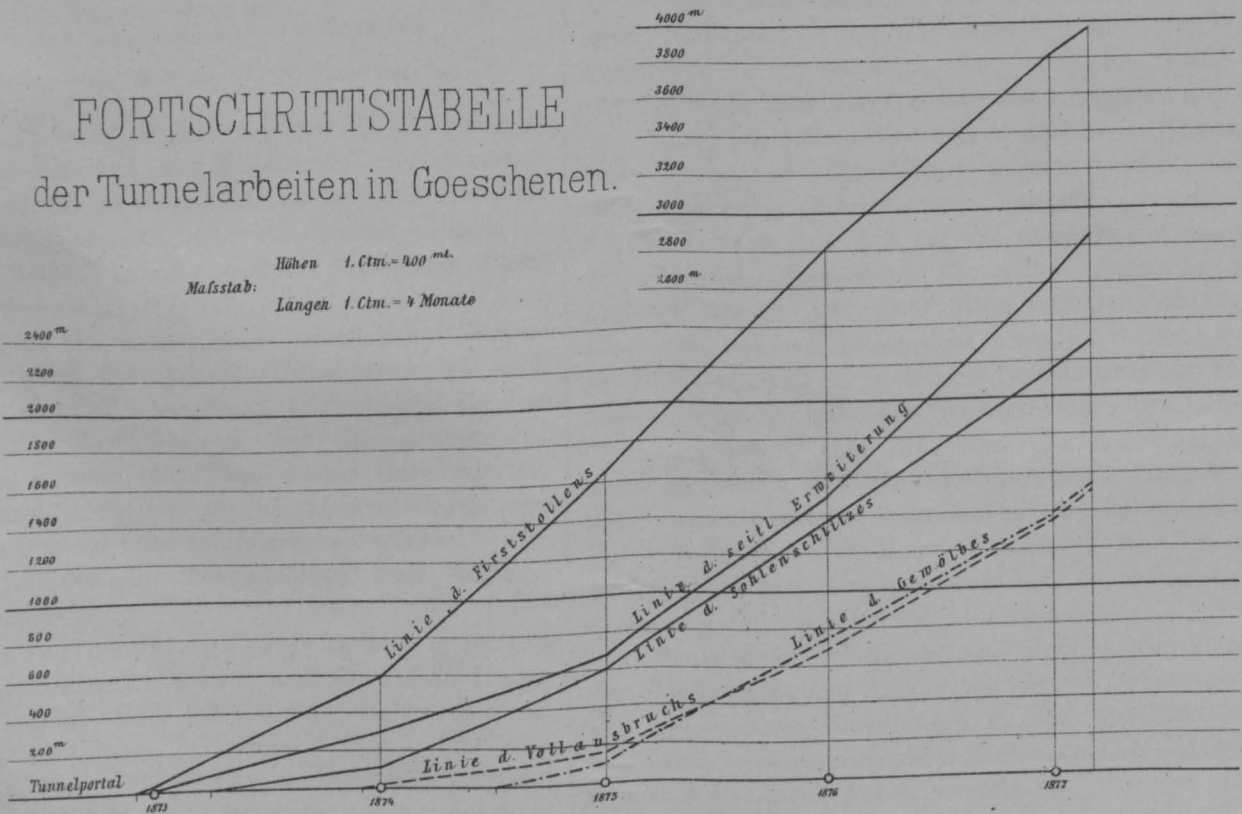 FORTSCHRITTSTABELLE
der Tunnelarbeiten in Goeschenen.
Maſsstab:
Höhen 1. Ctm. = 400 mt.
Längen 1. Ctm. = 4 Monate
4000 m
3800
3600
3400
3200
3000
2800
2600 m
2400 m
2200
2000
1800
1600
1400
1200
1000
800
600
400
200 m
Tunnelportal
Linie d. Firststollens
Linie d. seitl Erweiterung
Linie d. Sohlenschlitzes
Linie d. Gewölbes
Linie d. Vollausbruchs
1873
1874
1875
1876
1877